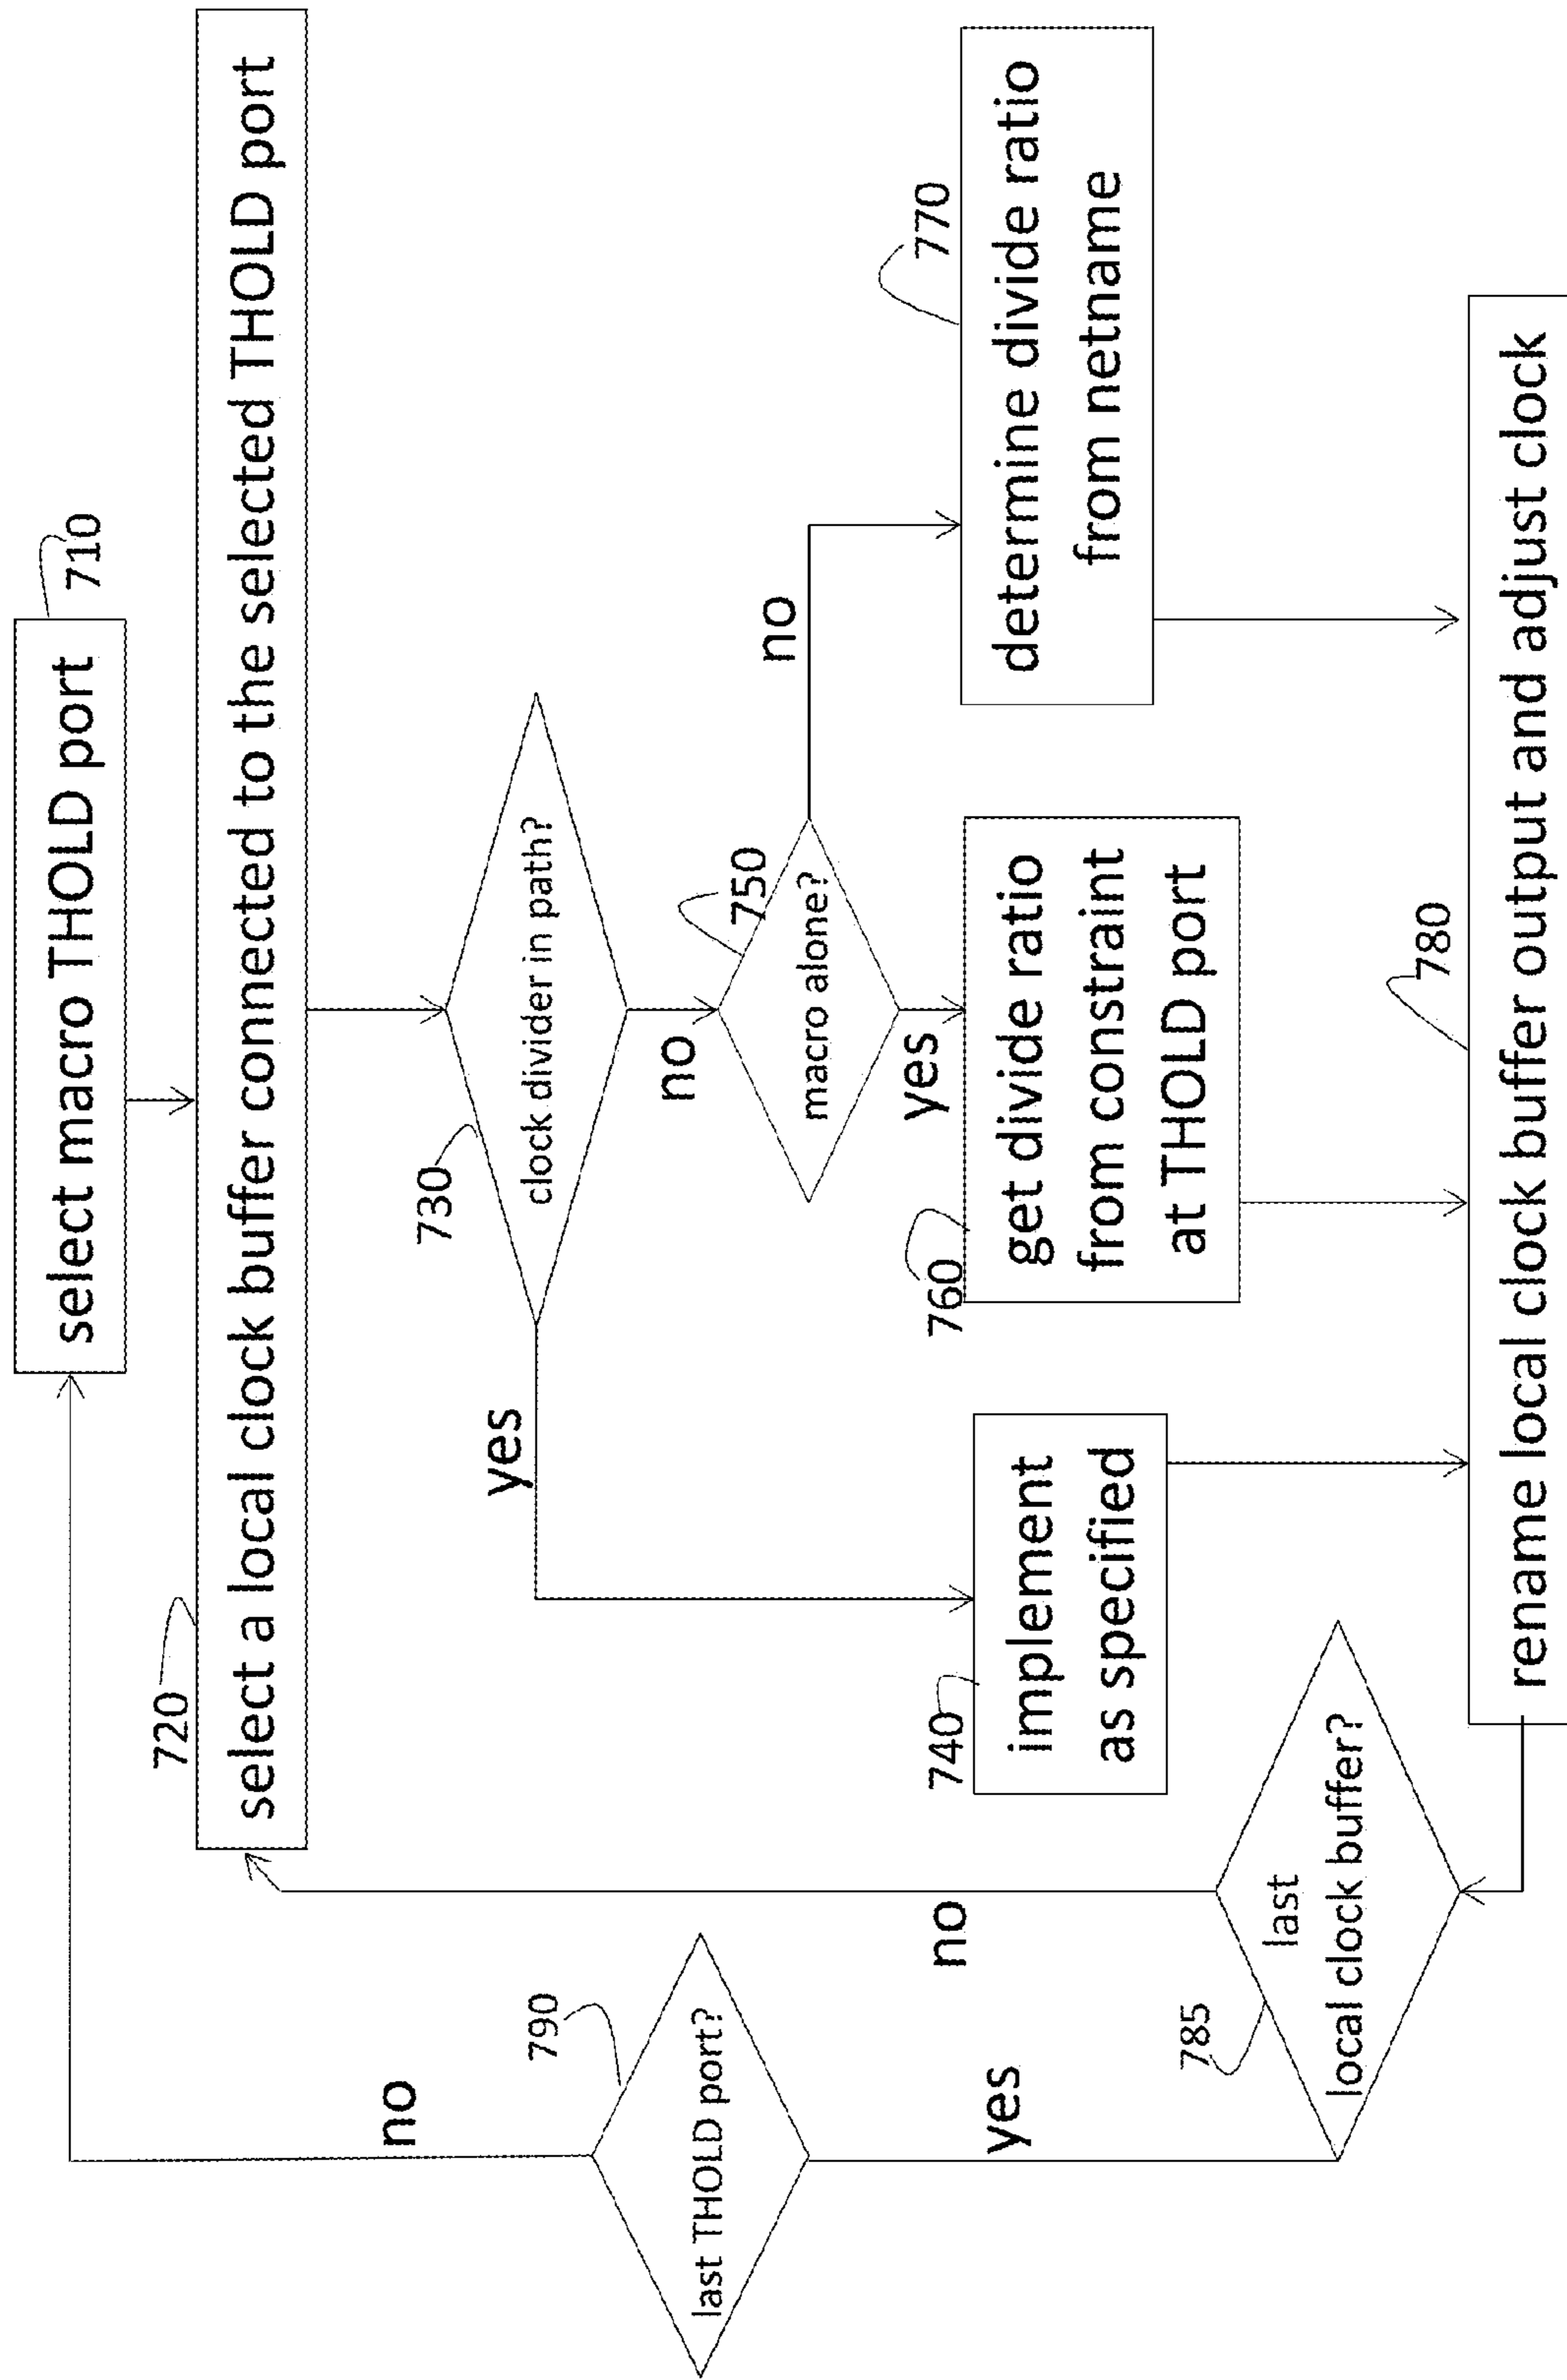 select macro THOLD port
710
720
select a local clock buffer connected to the selected THOLD port
730
clock divider in path?
yes
no
750
macro alone?
no
yes
740
implement
as specified
760
get divide ratio
from constraint
at THOLD port
770
determine divide ratio
from netname
780
rename local clock buffer output and adjust clock
785
last
local clock buffer?
no
yes
790
last THOLD port?
no